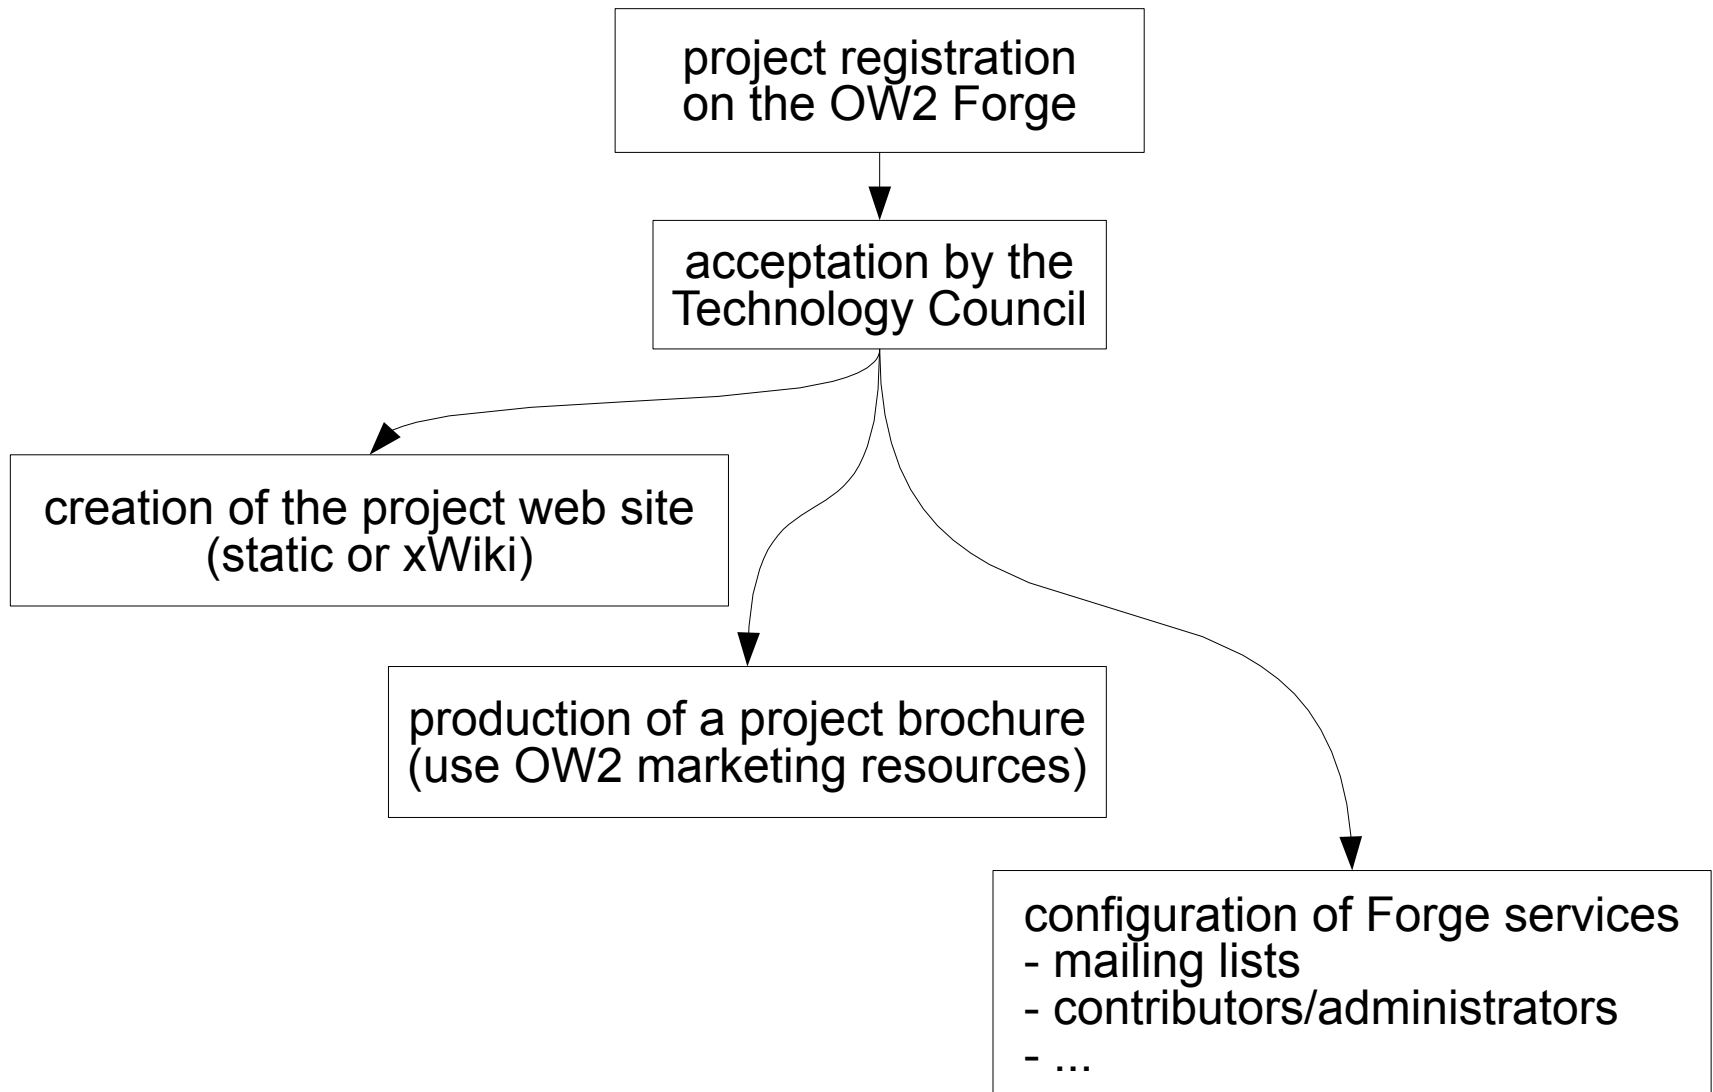 project registration
on the OW2 Forge
acceptation by the
Technology Council
creation of the project web site
(static or xWiki)
production of a project brochure
(use OW2 marketing resources)
configuration of Forge services
- mailing lists
- contributors/administrators
- ...